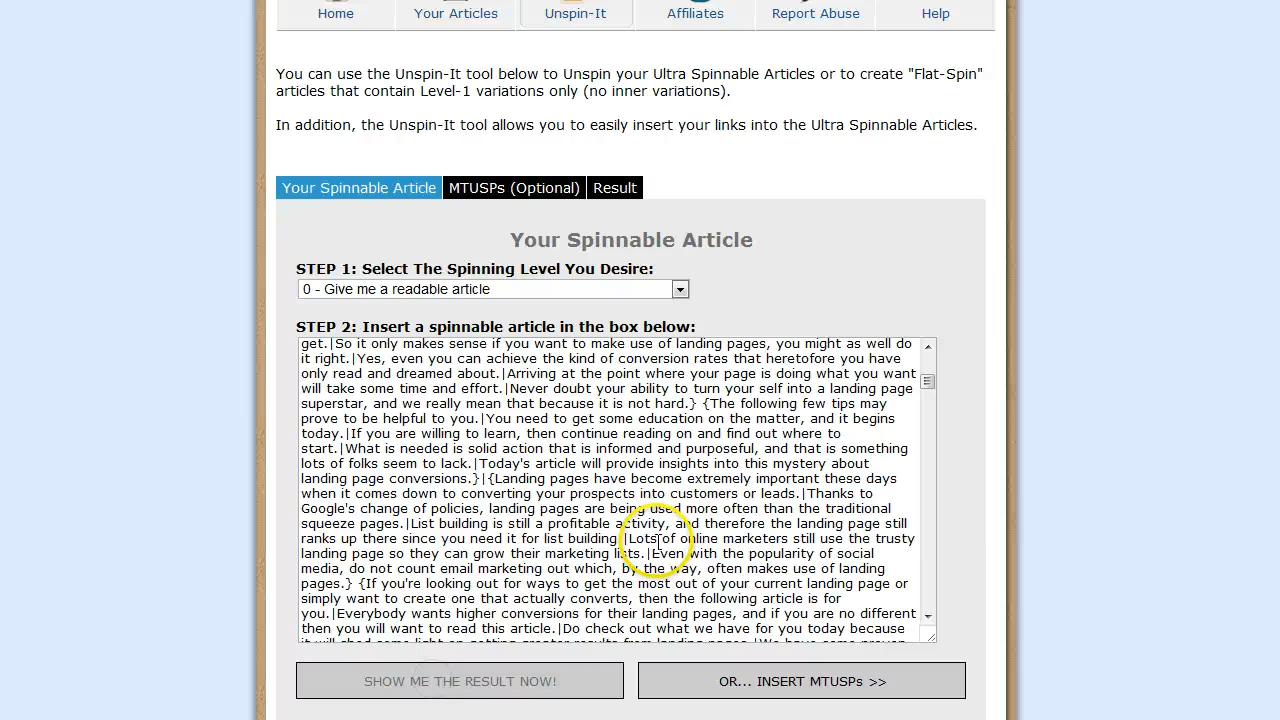 Home Your Articles Unspin-It Affiliates Report Abuse Help
You can use the Unspin-It tool below to Unspin your Ultra Spinnable Articles or to create "Flat-Spin"
articles that contain Level-1 variations only (no inner variations).
In addition, the Unspin-It tool allows you to easily insert your links into the Ultra Spinnable Articles.
Your Spinnable Article MTUSPs (Optional) Result
Your Spinnable Article
STEP 1: Select The Spinning Level You Desire:
0 - Give me a readable article
STEP 2: Insert a spinnable article in the box below:
get.|So it only makes sense if you want to make use of landing pages, you might as well do
it right.|Yes, even you can achieve the kind of conversion rates that heretofore you have
only read and dreamed about.|Arriving at the point where your page is doing what you want
will take some time and effort.|Never doubt your ability to turn your self into a landing page
superstar, and we really mean that because it is not hard.} {The following few tips may
prove to be helpful to you.|You need to get some education on the matter, and it begins
today.|If you are willing to learn, then continue reading on and find out where to
start.|What is needed is solid action that is informed and purposeful, and that is something
lots of folks seem to lack.|Today's article will provide insights into this mystery about
landing page conversions.}|{Landing pages have become extremely important these days
when it comes down to converting your prospects into customers or leads.|Thanks to
Google's change of policies, landing pages are being used more often than the traditional
squeeze pages.|List building is still a profitable activity, and therefore the landing page still
ranks up there since you need it for list building.|Lots of online marketers still use the trusty
landing page so they can grow their marketing lists.|Even with the popularity of social
media, do not count email marketing out which, by the way, often makes use of landing
pages.} {If you're looking out for ways to get the most out of your current landing page or
simply want to create one that actually converts, then the following article is for
you.|Everybody wants higher conversions for their landing pages, and if you are no different
then you will want to read this article.|Do check out what we have for you today because
it will shed some light on getting greater results from landing pages.|We have some proven
SHOW ME THE RESULT NOW! OR... INSERT MTUSPs >>